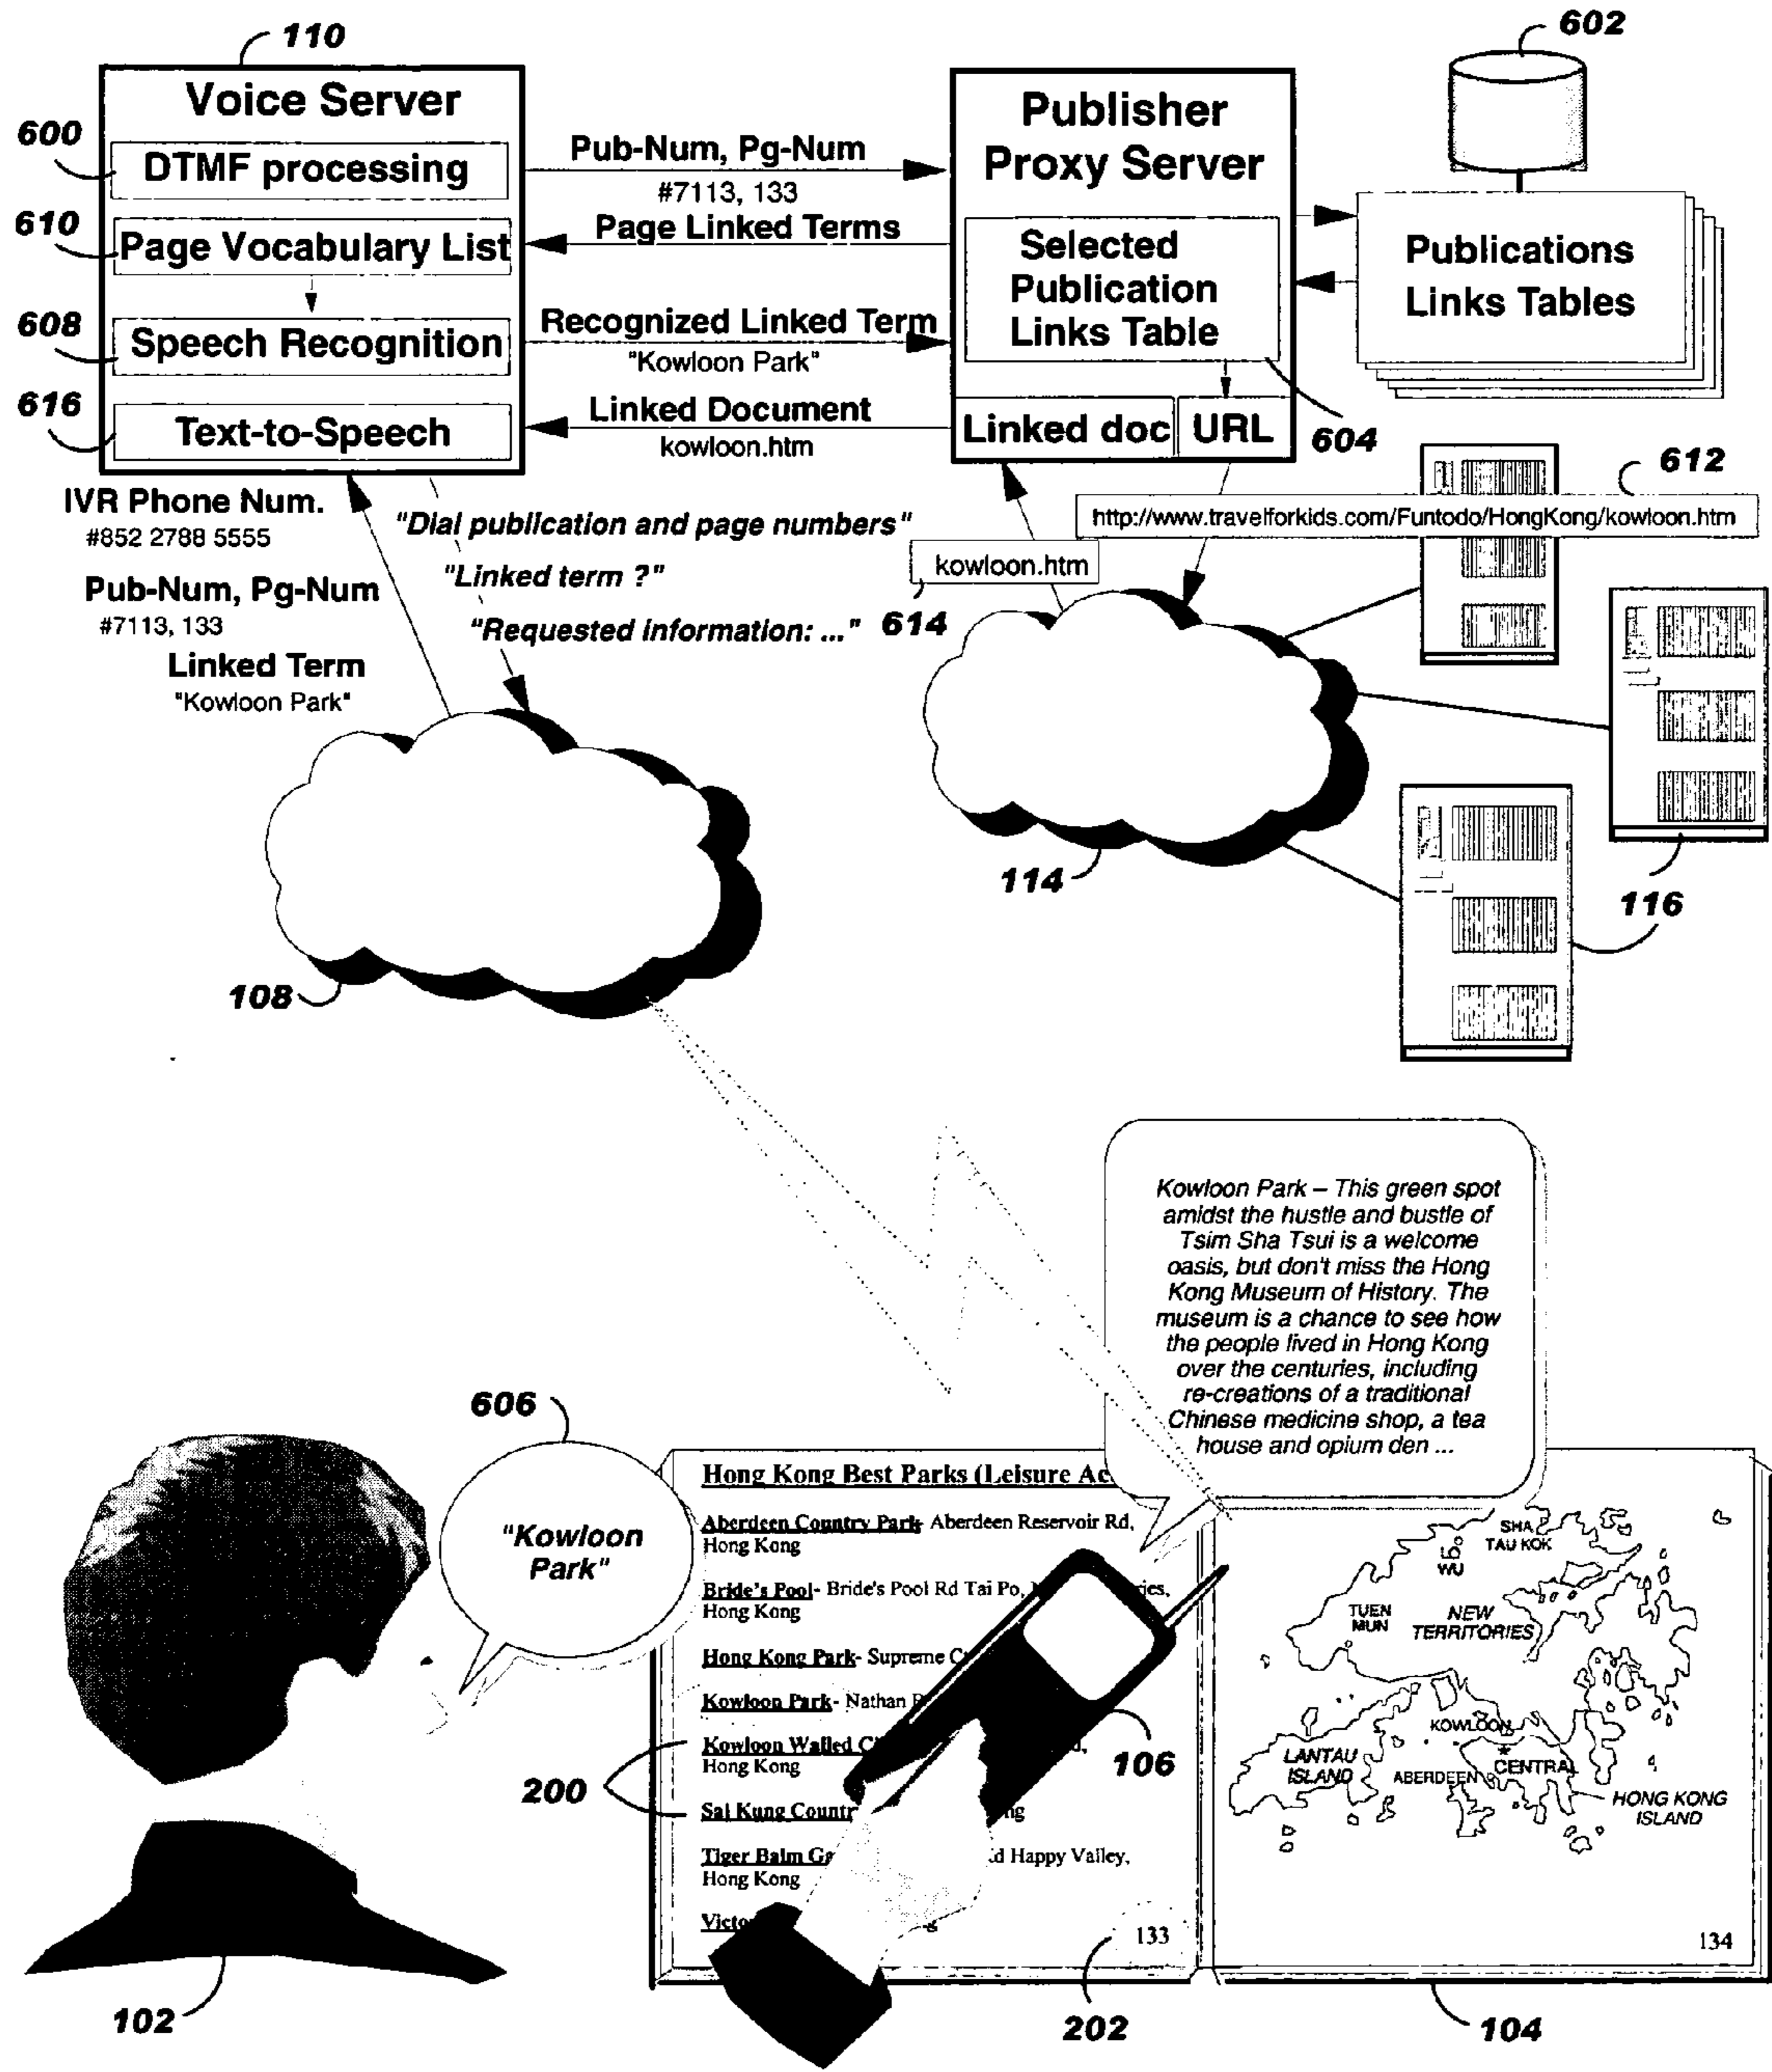 110
602
Voice Server
600
DTMF processing
610
Page Vocabulary List
608
Speech Recognition
616
Text-to-Speech
Pub-Num, Pg-Num
#7113, 133
Page Linked Terms
Recognized Linked Term
"Kowloon Park"
Linked Document
kowloon.htm
Publisher
Proxy Server
Selected
Publication
Links Table
Linked doc
URL
604
Publications
Links Tables
612
http://www.travelforkids.com/Funtodo/HongKong/kowloon.htm
IVR Phone Num.
#852 2788 5555
Pub-Num, Pg-Num
#7113, 133
Linked Term
"Kowloon Park"
"Dial publication and page numbers"
"Linked term ?"
"Requested information: ..."
kowloon.htm
614
114
116
108
Kowloon Park – This green spot
amidst the hustle and bustle of
Tsim Sha Tsui is a welcome
oasis, but don't miss the Hong
Kong Museum of History. The
museum is a chance to see how
the people lived in Hong Kong
over the centuries, including
re-creations of a traditional
Chinese medicine shop, a tea
house and opium den ...
606
"Kowloon
Park"
Hong Kong Best Parks (Leisure
Aberdeen Country Park- Aberdeen Reservoir Rd,
Hong Kong
Bride's Pool- Bride's Pool Rd Tai Po,
Hong Kong
Hong Kong Park- Supreme
Kowloon Park- Nathan
Kowloon Walled
Hong Kong
Sai Kung
Tiger Balm
Happy Valley,
Hong Kong
133
200
106
SHA
TAU KOK
LO
WU
TUEN
MUN
NEW
TERRITORIES
KOWLOON
LANTAU
ISLAND
ABERDEEN
CENTRAL
HONG KONG
ISLAND
134
102
202
104